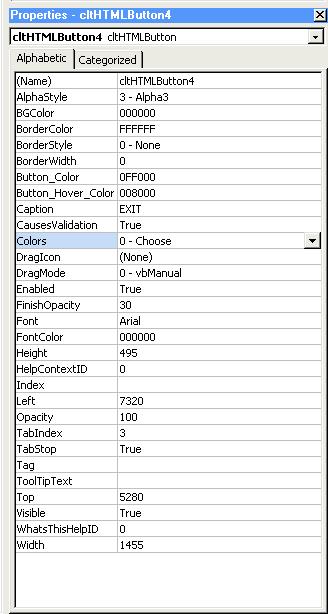 Properties - cltHTMLButton4
cltHTMLButton4 cltHTMLButton
Alphabetic Categorized
(Name) cltHTMLButton4
AlphaStyle 3 - Alpha3
BGColor 000000
BorderColor FFFFFF
BorderStyle 0 - None
BorderWidth 0
Button_Color 0FF000
Button_Hover_Color 008000
Caption EXIT
CausesValidation True
Colors 0 - Choose
DragIcon (None)
DragMode 0 - vbManual
Enabled True
FinishOpacity 30
Font Arial
FontColor 000000
Height 495
HelpContextID 0
Index
Left 7320
Opacity 100
TabIndex 3
TabStop True
Tag
ToolTipText
Top 5280
Visible True
WhatsThisHelpID 0
Width 1455